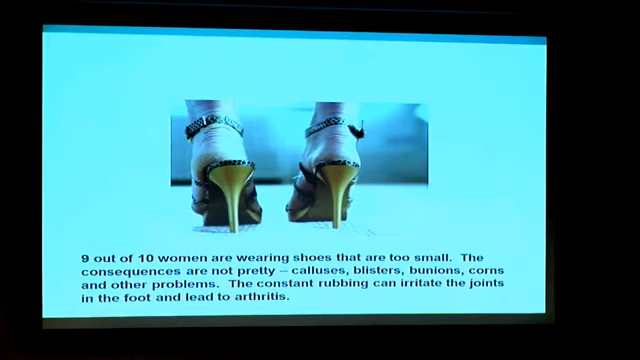 9 out of 10 women are wearing shoes that are too small.  The
consequences are not pretty – calluses, blisters, bunions, corns
and other problems.  The constant rubbing can irritate the joints
in the foot and lead to arthritis.